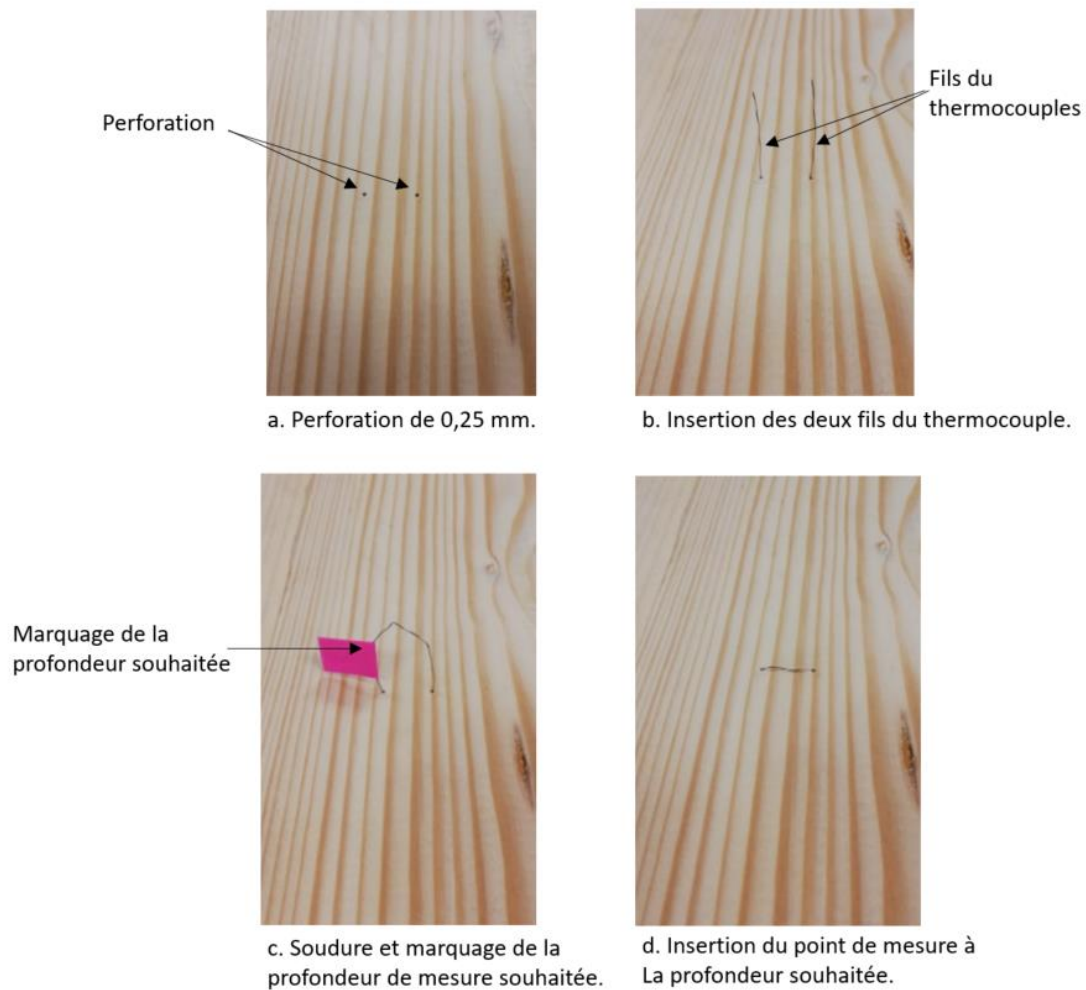 Perforation
Fils du
thermocouples
a. Perforation de 0,25 mm.
b. Insertion des deux fils du thermocouple.
Marquage de la
profondeur souhaitée
c. Soudure et marquage de la
profondeur de mesure souhaitée.
d. Insertion du point de mesure à
La profondeur souhaitée.